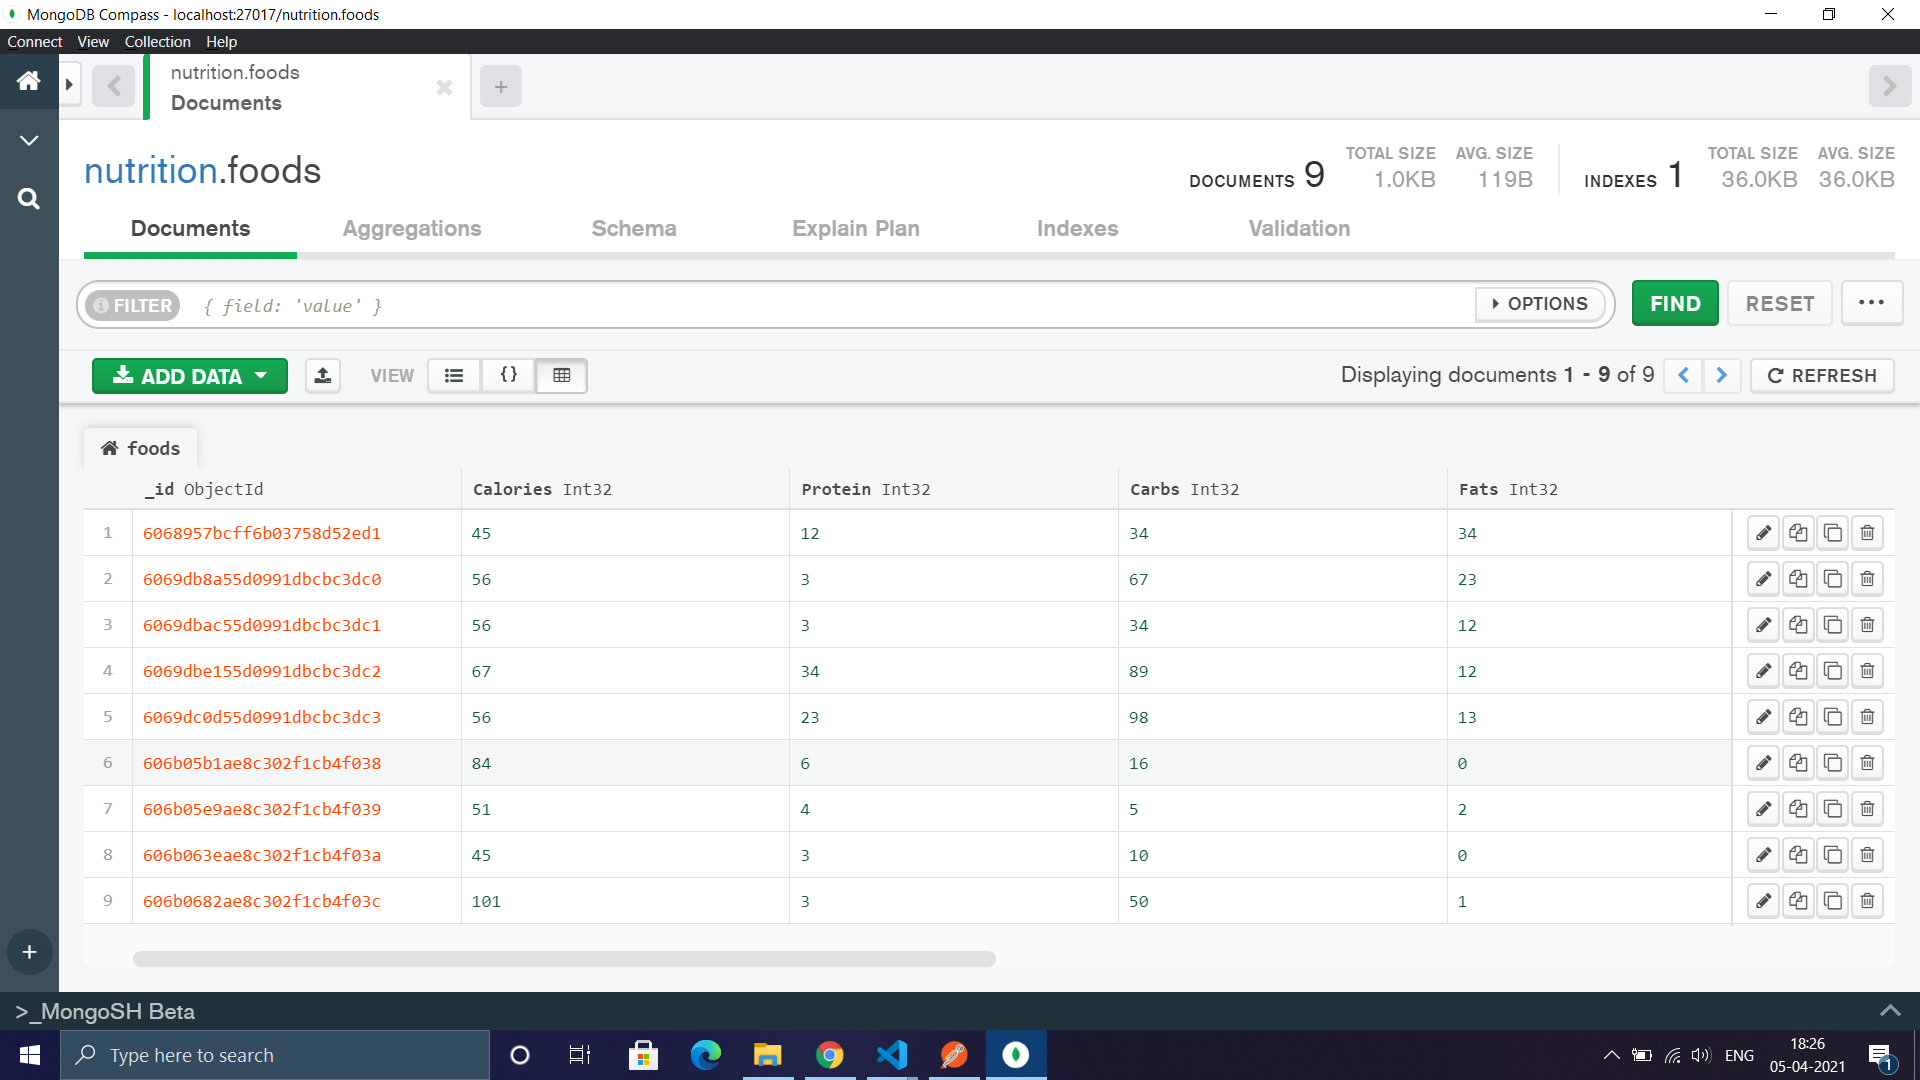 MongoDB Compass - localhost:27017/nutrition.foods
Connect View Collection Help
nutrition.foods
Documents
nutrition.foods
DOCUMENTS 9 TOTAL SIZE 1.0KB AVG. SIZE 119B INDEXES 1 TOTAL SIZE 36.0KB AVG. SIZE 36.0KB
Documents Aggregations Schema Explain Plan Indexes Validation
FILTER { field: 'value' } OPTIONS FIND RESET ...
ADD DATA VIEW {} Displaying documents 1 - 9 of 9 REFRESH
foods
_id ObjectId Calories Int32 Protein Int32 Carbs Int32 Fats Int32
1 6068957bcff6b03758d52ed1 45 12 34 34
2 6069db8a55d0991dbcbc3dc0 56 3 67 23
3 6069dbac55d0991dbcbc3dc1 56 3 34 12
4 6069dbe155d0991dbcbc3dc2 67 34 89 12
5 6069dc0d55d0991dbcbc3dc3 56 23 98 13
6 606b05b1ae8c302f1cb4f038 84 6 16 0
7 606b05e9ae8c302f1cb4f039 51 4 5 2
8 606b063eae8c302f1cb4f03a 45 3 10 0
9 606b0682ae8c302f1cb4f03c 101 3 50 1
>_MongoSH Beta
Type here to search
ENG
18:26
05-04-2021
1